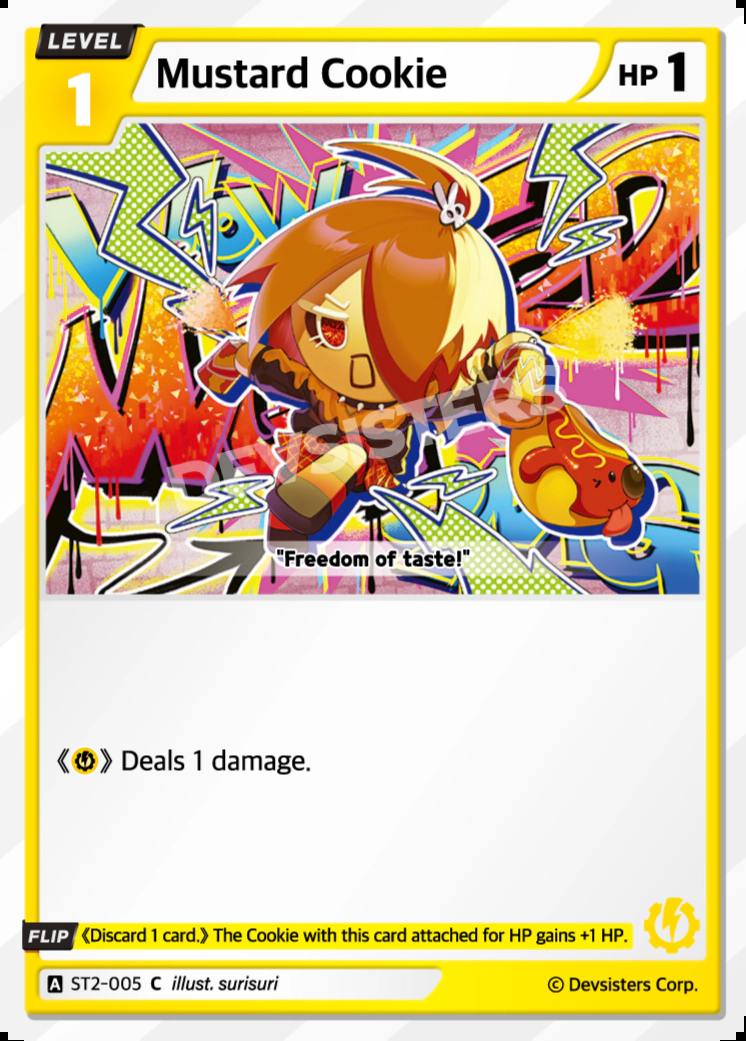 LEVEL
1
Mustard Cookie
HP 1
DEVSISTERS
"Freedom of taste!"
《》 Deals 1 damage.
FLIP 《Discard 1 card.》 The Cookie with this card attached for HP gains +1 HP.
A ST2-005 C illust. surisuri
© Devsisters Corp.